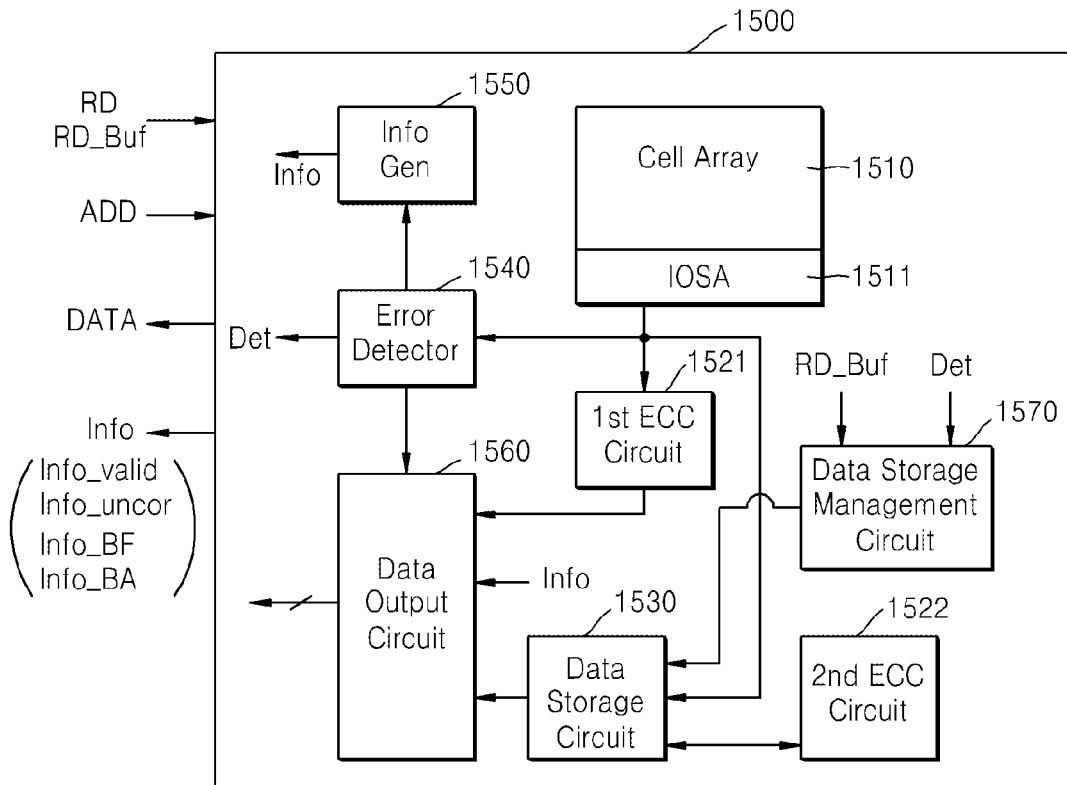 1500
RD
RD_Buf
ADD
DATA
Info
Info_valid
Info_uncor
Info_BF
Info_BA
1550
Info
Gen
Info
Cell Array
1510
IOSA
1511
1540
Error
Detector
Det
1521
1st ECC
Circuit
RD_Buf
Det
1570
Data Storage
Management
Circuit
1560
Data
Output
Circuit
Info
1530
Data
Storage
Circuit
1522
2nd ECC
Circuit